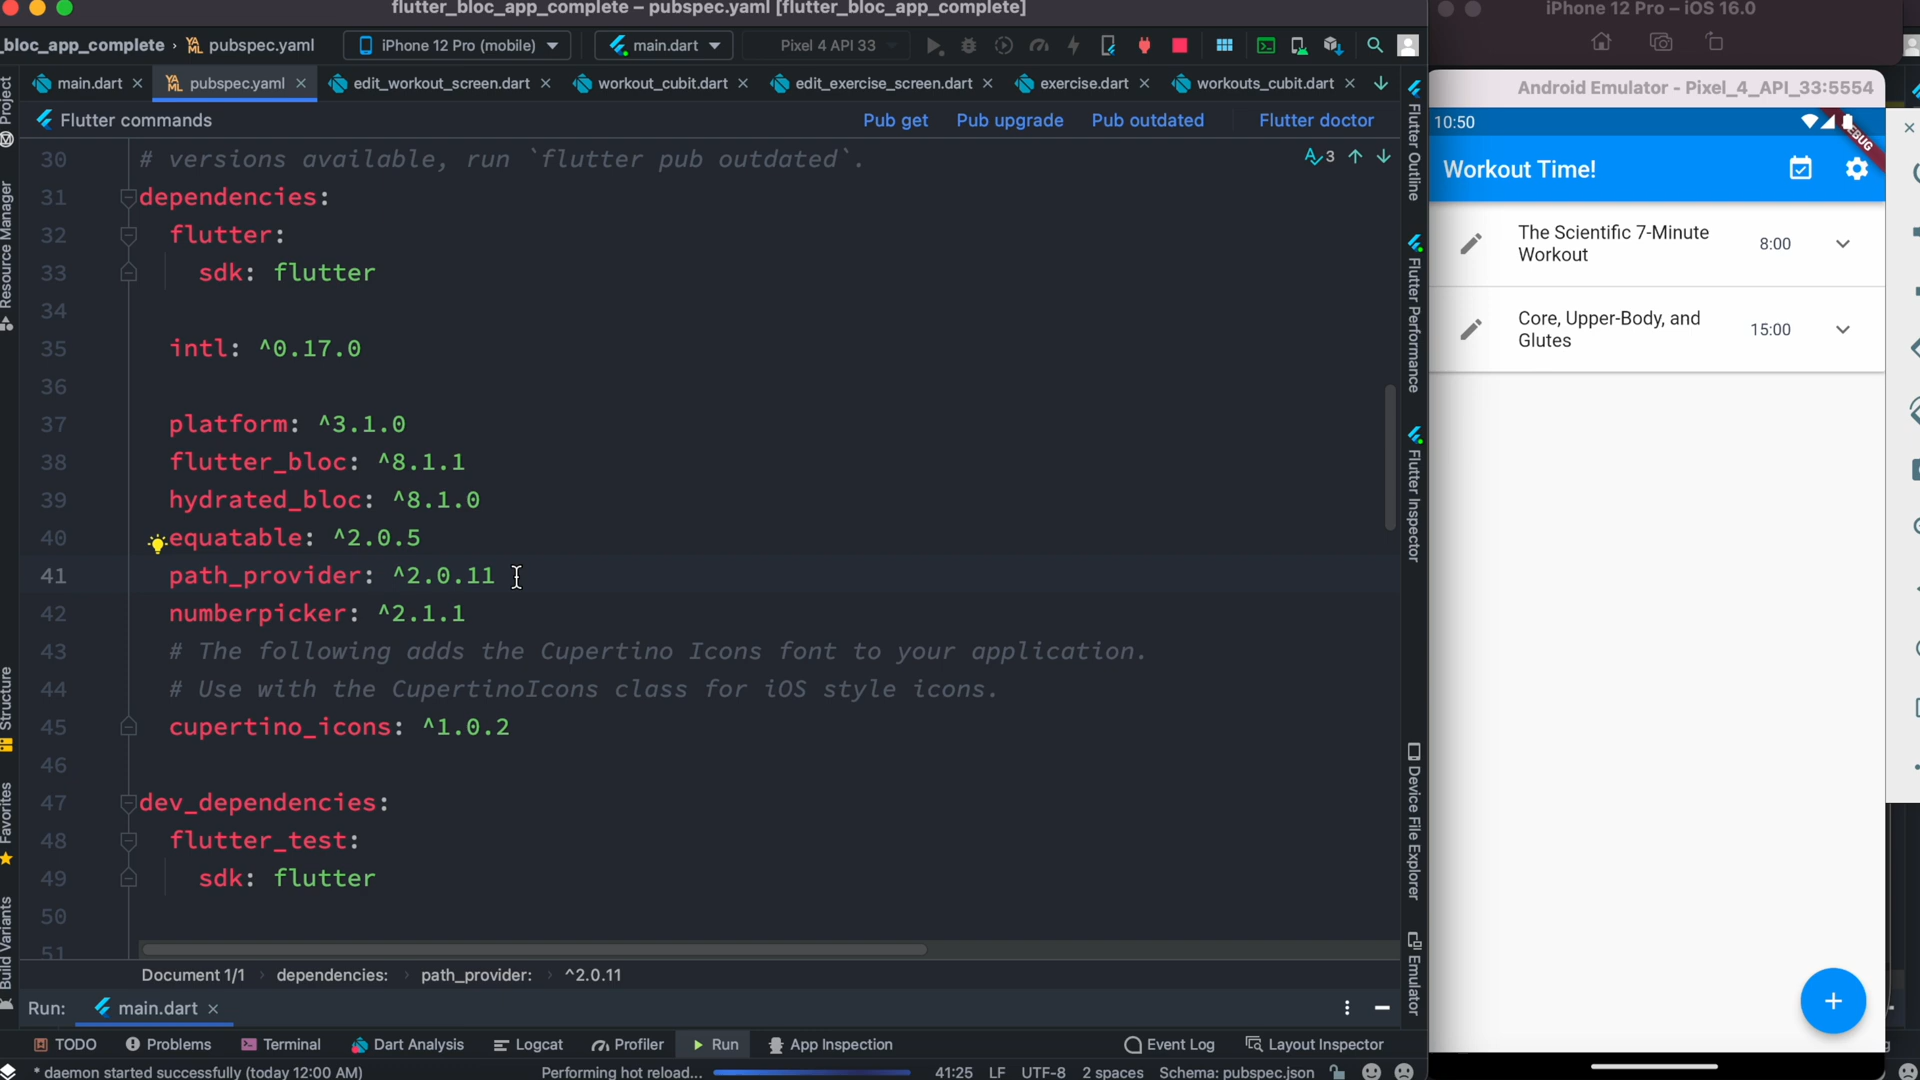 flutter_bloc_app_complete – pubspec.yaml [flutter_bloc_app_complete]
_bloc_app_complete › pubspec.yaml
iPhone 12 Pro (mobile)
main.dart
Pixel 4 API 33
main.dart
pubspec.yaml
edit_workout_screen.dart
workout_cubit.dart
edit_exercise_screen.dart
exercise.dart
workouts_cubit.dart
Flutter commands
Pub get
Pub upgrade
Pub outdated
Flutter doctor
30 # versions available, run `flutter pub outdated`.
3
31 dependencies:
32 flutter:
33 sdk: flutter
34
35 intl: ^0.17.0
36
37 platform: ^3.1.0
38 flutter_bloc: ^8.1.1
39 hydrated_bloc: ^8.1.0
40 equatable: ^2.0.5
41 path_provider: ^2.0.11
42 numberpicker: ^2.1.1
43 # The following adds the Cupertino Icons font to your application.
44 # Use with the CupertinoIcons class for iOS style icons.
45 cupertino_icons: ^1.0.2
46
47 dev_dependencies:
48 flutter_test:
49 sdk: flutter
50
51
Document 1/1 › dependencies: › path_provider: › ^2.0.11
Run: main.dart
TODO
Problems
Terminal
Dart Analysis
Logcat
Profiler
Run
App Inspection
Event Log
Layout Inspector
* daemon started successfully (today 12:00 AM)
Performing hot reload...
41:25 LF UTF-8 2 spaces Schema: pubspec.json
Project
Resource Manager
Structure
Favorites
Build Variants
Flutter Outline
Flutter Performance
Flutter Inspector
Device File Explorer
Emulator
iPhone 12 Pro – iOS 16.0
Android Emulator - Pixel_4_API_33:5554
10:50
Workout Time!
The Scientific 7-Minute
Workout
8:00
Core, Upper-Body, and
Glutes
15:00